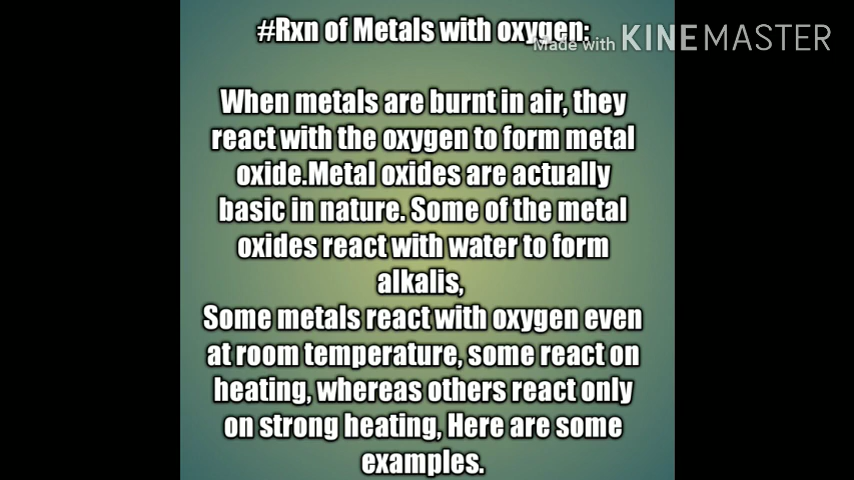 #Rxn of Metals with oxygen:
Made with KINEMASTER
When metals are burnt in air, they
react with the oxygen to form metal
oxide.Metal oxides are actually
basic in nature. Some of the metal
oxides react with water to form
alkalis,
Some metals react with oxygen even
at room temperature, some react on
heating, whereas others react only
on strong heating, Here are some
examples.